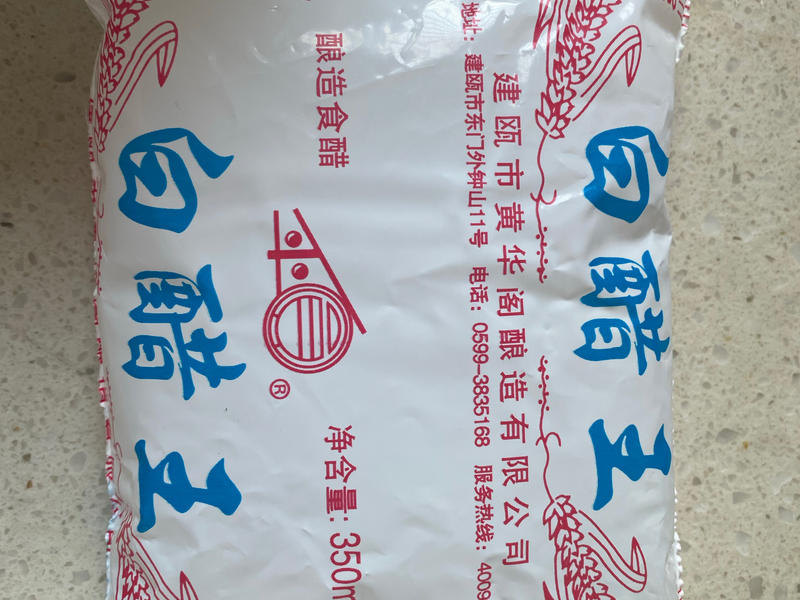 白醋王
建瓯市黄华阁酿造有限公司
地址：建瓯市东门外钟山11号 电话：0599-3835168 服务热线：4009
酿造食醋
®
净含量：350m
白醋王